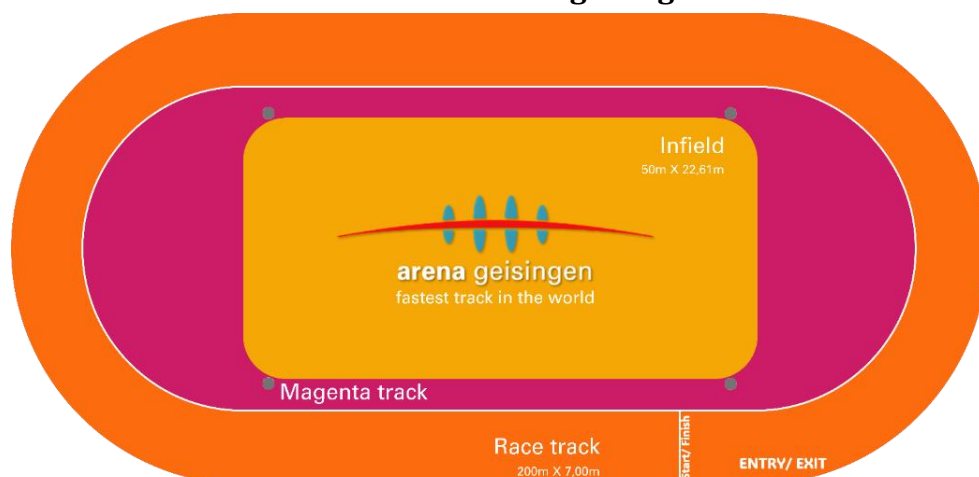 Infield
50m X 22,61m
arena geisingen
fastest track in the world
Magenta track
Race track
200m X 7,00m
Start/ Finish
ENTRY/ EXIT